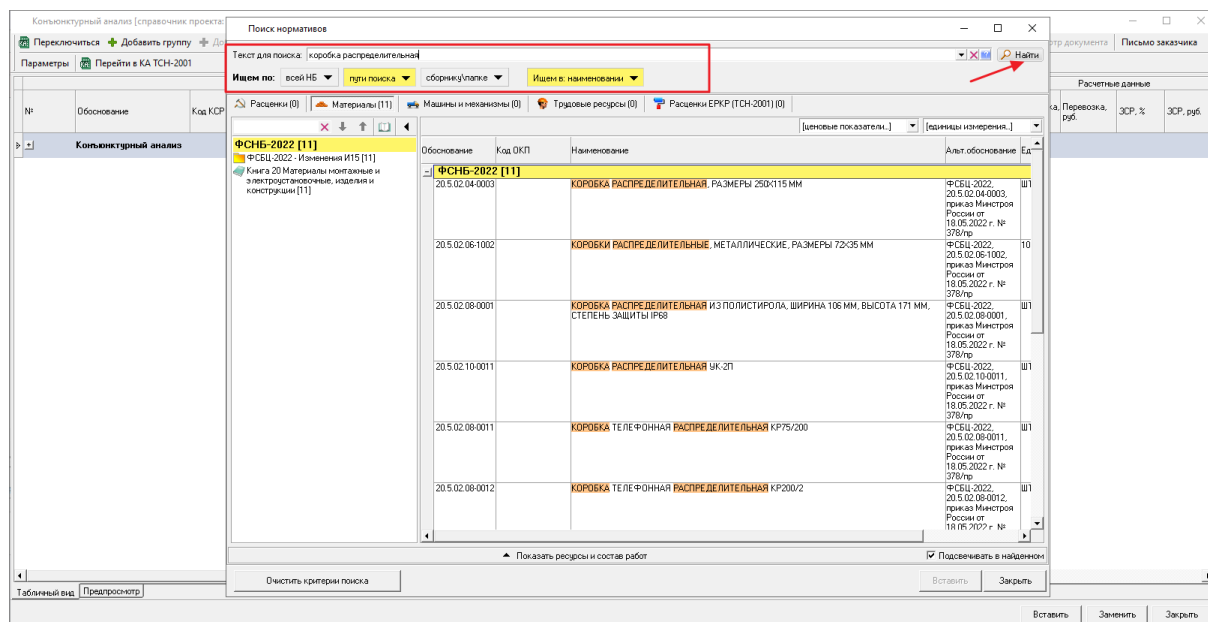 Конъюнктурный анализ [справочник проекта:
Переключиться
Добавить группу
тр документа
Письмо заказчика
Параметры
Перейти в КА ТСН-2001
Расчетные данные
№
Обоснование
Код КСР
Перевозка, руб.
ЗСР, %
ЗСР, руб.
Конъюнктурный анализ
Поиск нормативов
Текст для поиска: коробка распределительная
Найти
Ищем по: всей НБ
пути поиска
сборнику\папке
Ищем в: наименовании
Расценки (0)
Материалы (11)
Машины и механизмы (0)
Трудовые ресурсы (0)
Расценки ЕРКР (ТСН-2001) (0)
[ценовые показатели..]
[единицы измерения..]
ФСНБ-2022 [11]
ФСБЦ-2022 - Изменения И15 [11]
Книга 20 Материалы монтажные и
электроустановочные, изделия и
конструкции [11]
Обоснование
Код ОКП
Наименование
Альт.обоснование
Ед
ФСНБ-2022 [11]
20.5.02.04-0003
КОРОБКА РАСПРЕДЕЛИТЕЛЬНАЯ, РАЗМЕРЫ 250X115 ММ
ФСБЦ-2022,
20.5.02.04-0003,
приказ Минстроя
России от
18.05.2022 г. №
378/пр
ШТ
20.5.02.06-1002
КОРОБКИ РАСПРЕДЕЛИТЕЛЬНЫЕ, МЕТАЛЛИЧЕСКИЕ, РАЗМЕРЫ 72X35 ММ
ФСБЦ-2022,
20.5.02.06-1002,
приказ Минстроя
России от
18.05.2022 г. №
378/пр
10
20.5.02.08-0001
КОРОБКА РАСПРЕДЕЛИТЕЛЬНАЯ ИЗ ПОЛИСТИРОЛА, ШИРИНА 106 ММ, ВЫСОТА 171 ММ,
СТЕПЕНЬ ЗАЩИТЫ IP68
ФСБЦ-2022,
20.5.02.08-0001,
приказ Минстроя
России от
18.05.2022 г. №
378/пр
ШТ
20.5.02.10-0011
КОРОБКА РАСПРЕДЕЛИТЕЛЬНАЯ УК-2П
ФСБЦ-2022,
20.5.02.10-0011,
приказ Минстроя
России от
18.05.2022 г. №
378/пр
ШТ
20.5.02.08-0011
КОРОБКА ТЕЛЕФОННАЯ РАСПРЕДЕЛИТЕЛЬНАЯ КР75/200
ФСБЦ-2022,
20.5.02.08-0011,
приказ Минстроя
России от
18.05.2022 г. №
378/пр
ШТ
20.5.02.08-0012
КОРОБКА ТЕЛЕФОННАЯ РАСПРЕДЕЛИТЕЛЬНАЯ КР200/2
ФСБЦ-2022,
20.5.02.08-0012,
приказ Минстроя
России от
18.05.2022 г. №
ШТ
Показать ресурсы и состав работ
Подсвечивать в найденном
Очистить критерии поиска
Вставить
Закрыть
Табличный вид
Предпросмотр
Вставить
Заменить
Закрыть